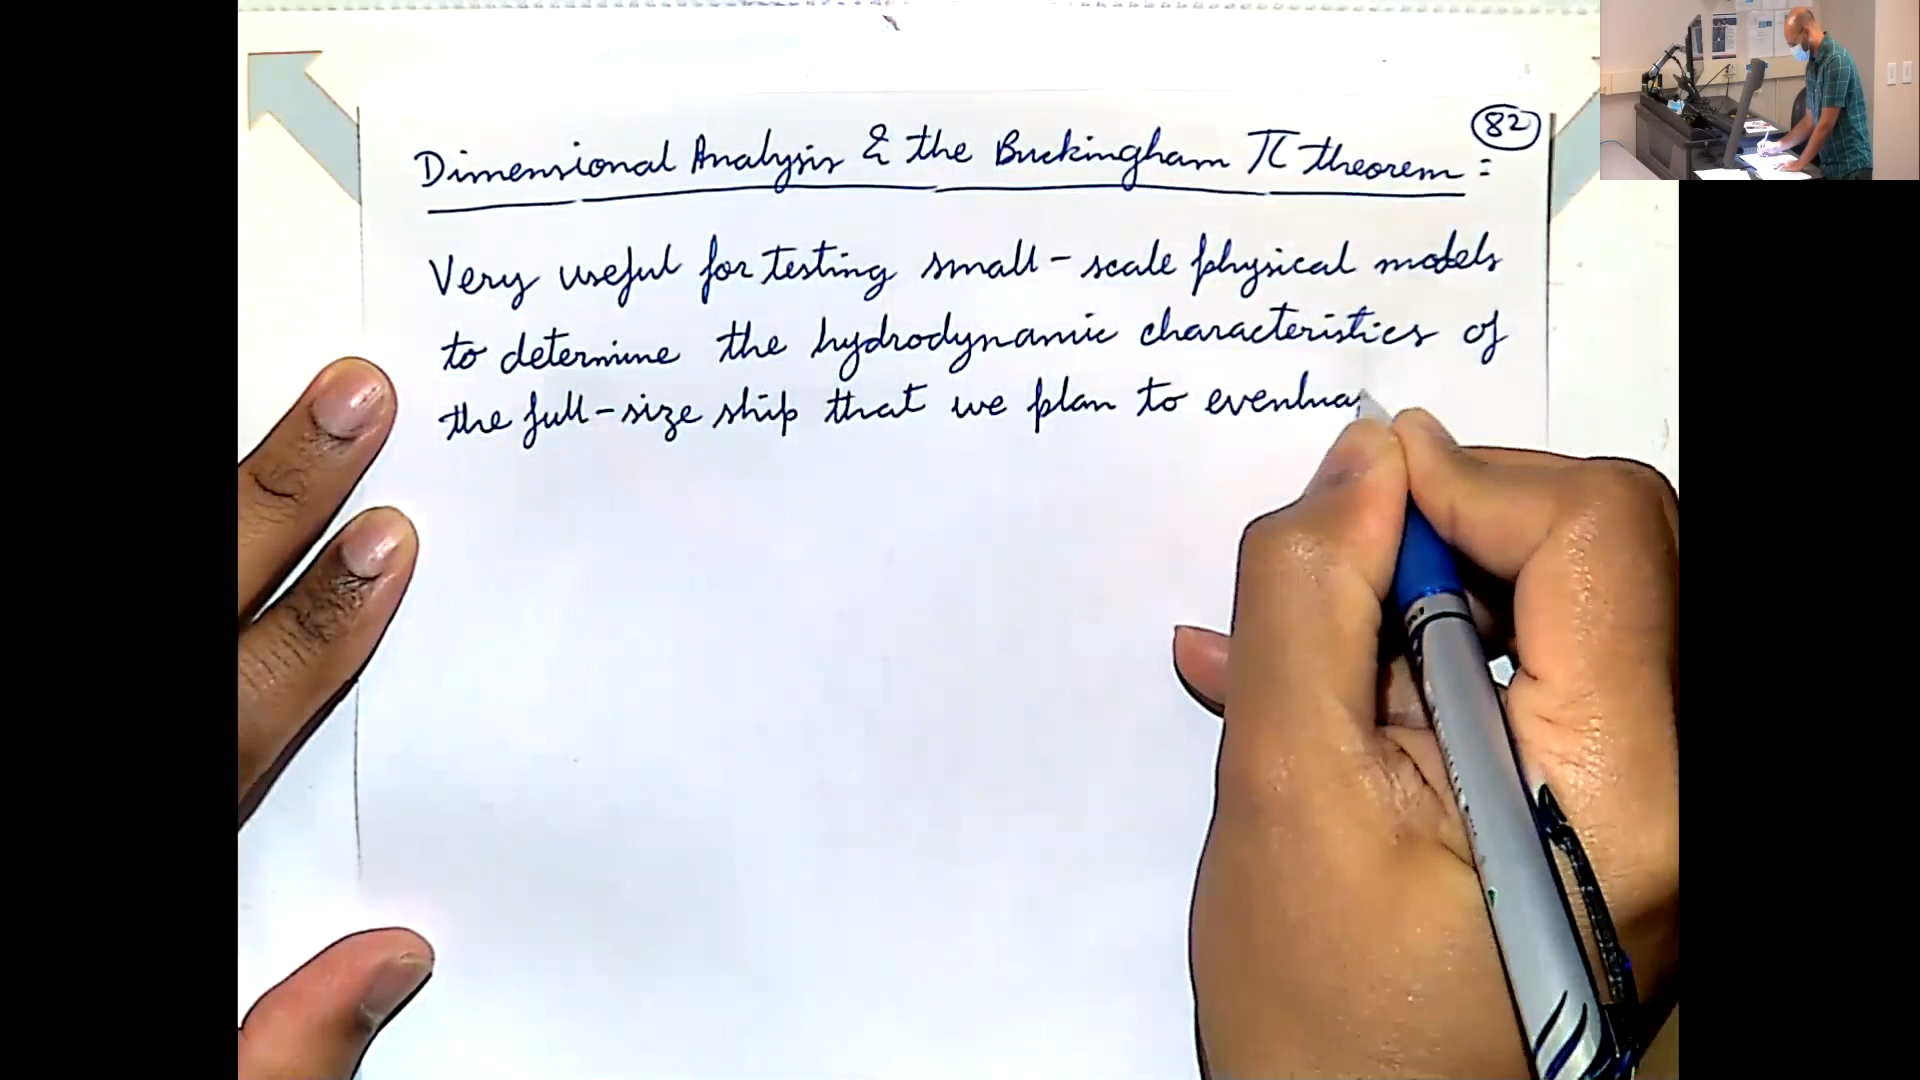 82
Dimensional Analysis & the Buckingham π theorem :
Very useful for testing small-scale physical models
to determine the hydrodynamic characteristics of
the full-size ship that we plan to eventua